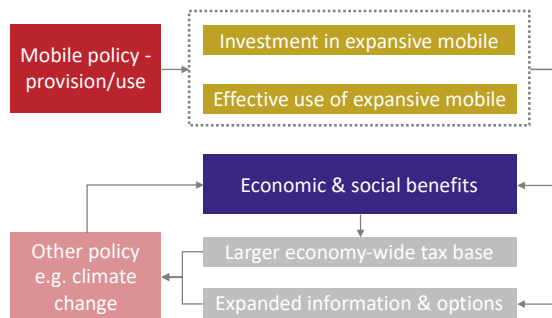 Mobile policy -
provision/use
Investment in expansive mobile
Effective use of expansive mobile
Economic & social benefits
Other policy
e.g. climate
change
Larger economy-wide tax base
Expanded information & options